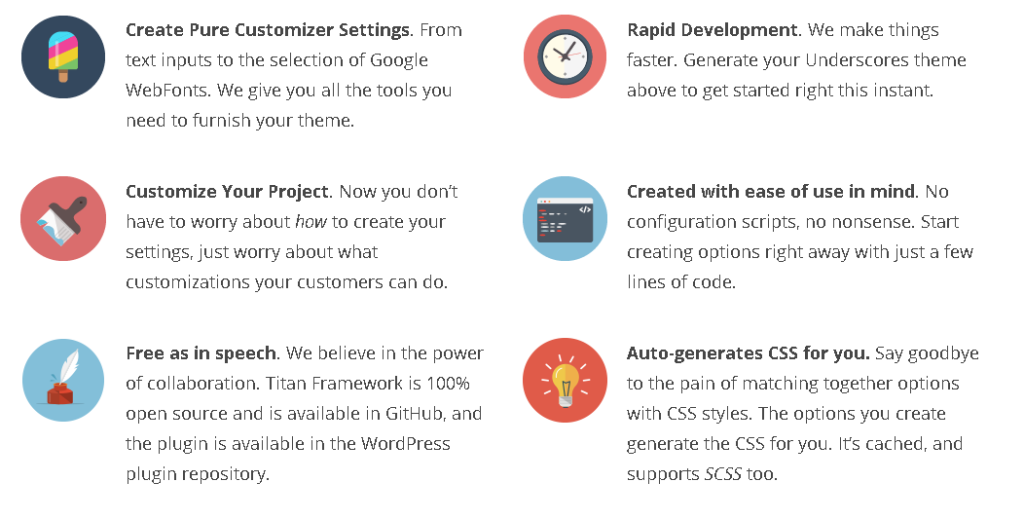 Create Pure Customizer Settings. From
text inputs to the selection of Google
WebFonts. We give you all the tools you
need to furnish your theme.
Rapid Development. We make things
faster. Generate your Underscores theme
above to get started right this instant.
Customize Your Project. Now you don’t
have to worry about how to create your
settings, just worry about what
customizations your customers can do.
Created with ease of use in mind. No
configuration scripts, no nonsense. Start
creating options right away with just a few
lines of code.
Free as in speech. We believe in the power
of collaboration. Titan Framework is 100%
open source and is available in GitHub, and
the plugin is available in the WordPress
plugin repository.
Auto-generates CSS for you. Say goodbye
to the pain of matching together options
with CSS styles. The options you create
generate the CSS for you. It’s cached, and
supports SCSS too.